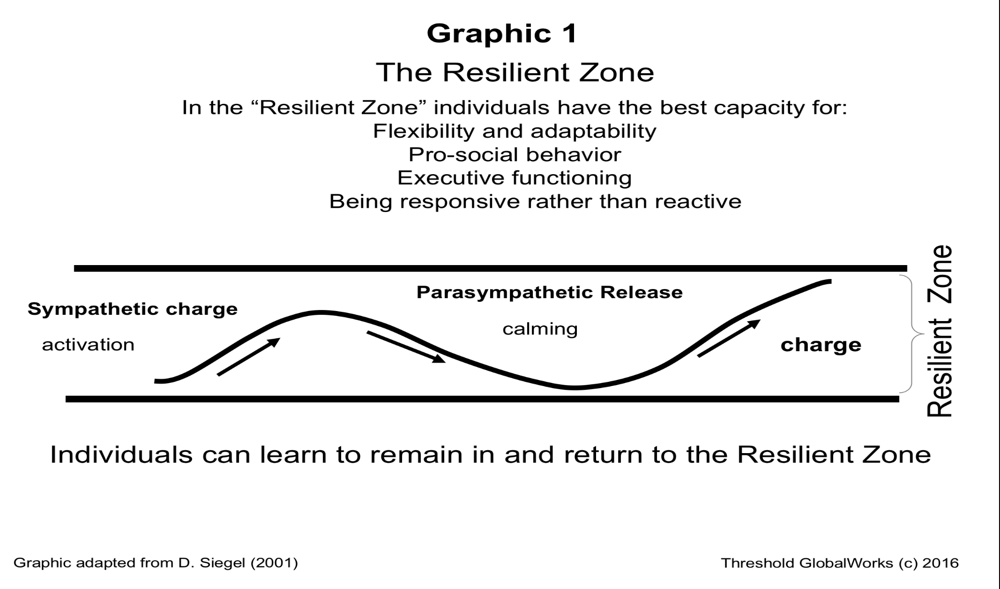 Graphic 1
The Resilient Zone
In the “Resilient Zone” individuals have the best capacity for:
Flexibility and adaptability
Pro-social behavior
Executive functioning
Being responsive rather than reactive
Sympathetic charge
activation
Parasympathetic Release
calming
charge
Resilient Zone
Individuals can learn to remain in and return to the Resilient Zone
Graphic adapted from D. Siegel (2001)
Threshold GlobalWorks (c) 2016